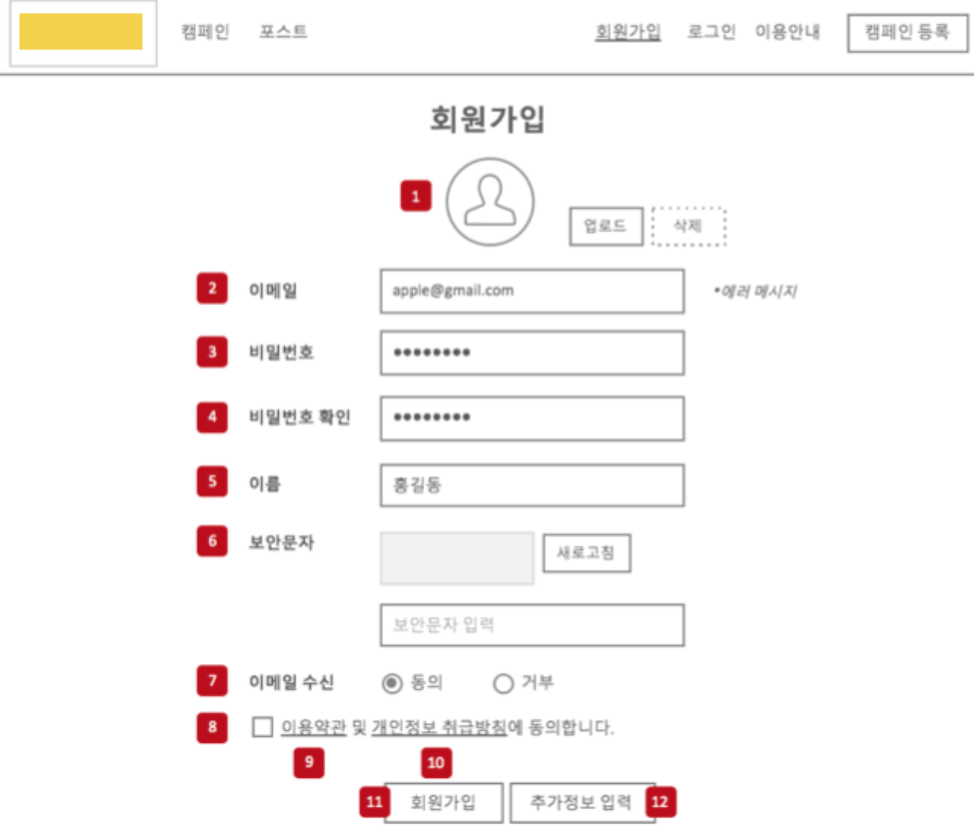 캠페인 포스트 회원가입 로그인 이용안내 캠페인 등록
회원가입
1
업로드 삭제
2 이메일 apple@gmail.com *에러 메시지
3 비밀번호 ••••••••
4 비밀번호 확인 ••••••••
5 이름 홍길동
6 보안문자 새로고침
보안문자 입력
7 이메일 수신 동의 거부
8 이용약관 및 개인정보 취급방침에 동의합니다.
9 10
11 회원가입 추가정보 입력 12